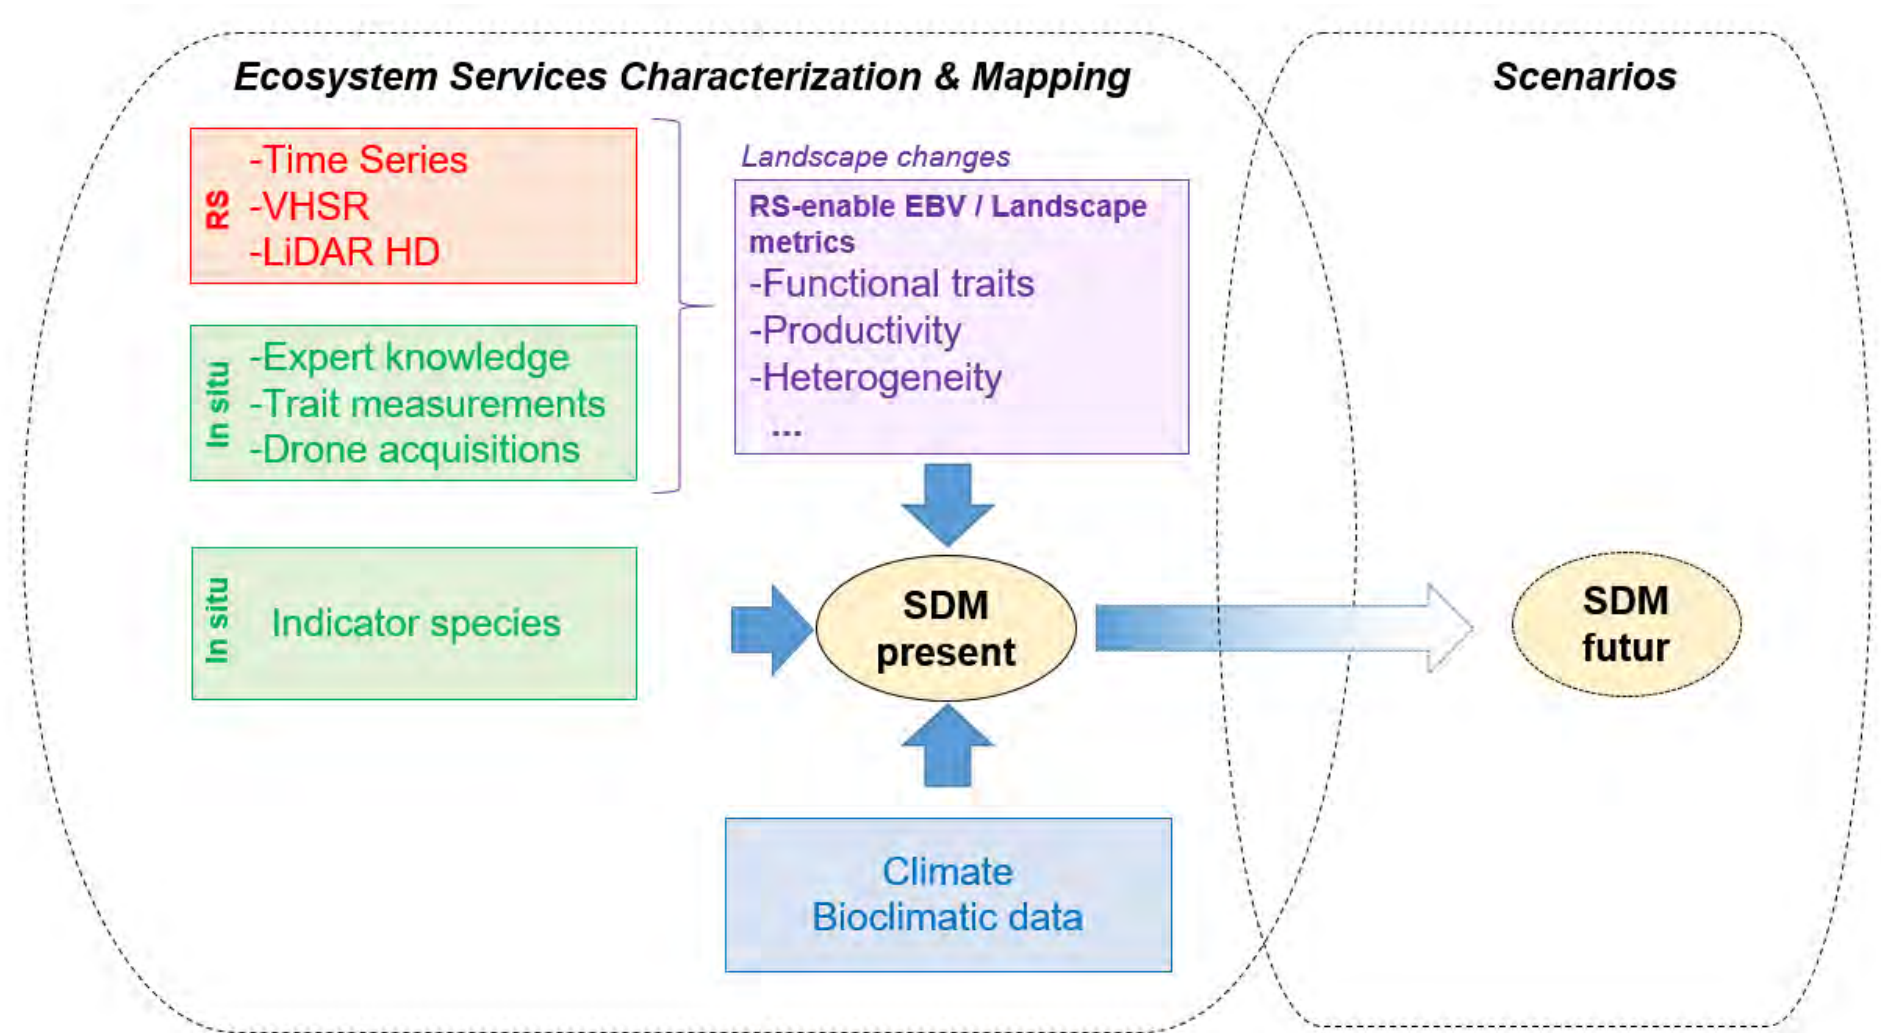 Ecosystem Services Characterization & Mapping
Scenarios
RS
-Time Series
-VHSR
-LiDAR HD
In situ
-Expert knowledge
-Trait measurements
-Drone acquisitions
Landscape changes
RS-enable EBV / Landscape
metrics
-Functional traits
-Productivity
-Heterogeneity
...
In situ
Indicator species
SDM
present
SDM
futur
Climate
Bioclimatic data